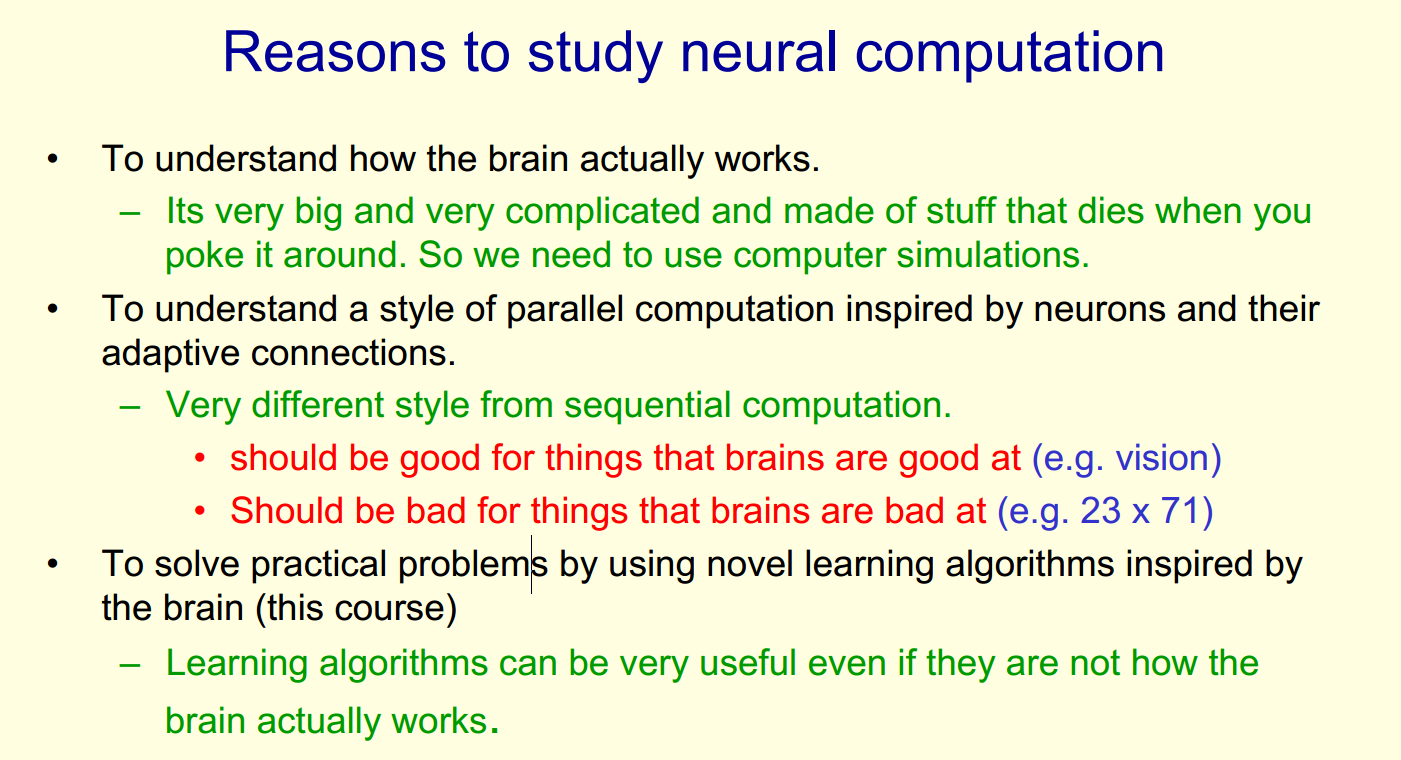 Reasons to study neural computation
• To understand how the brain actually works.
– Its very big and very complicated and made of stuff that dies when you
poke it around. So we need to use computer simulations.
• To understand a style of parallel computation inspired by neurons and their
adaptive connections.
– Very different style from sequential computation.
• should be good for things that brains are good at (e.g. vision)
• Should be bad for things that brains are bad at (e.g. 23 x 71)
• To solve practical problems by using novel learning algorithms inspired by
the brain (this course)
– Learning algorithms can be very useful even if they are not how the
brain actually works.